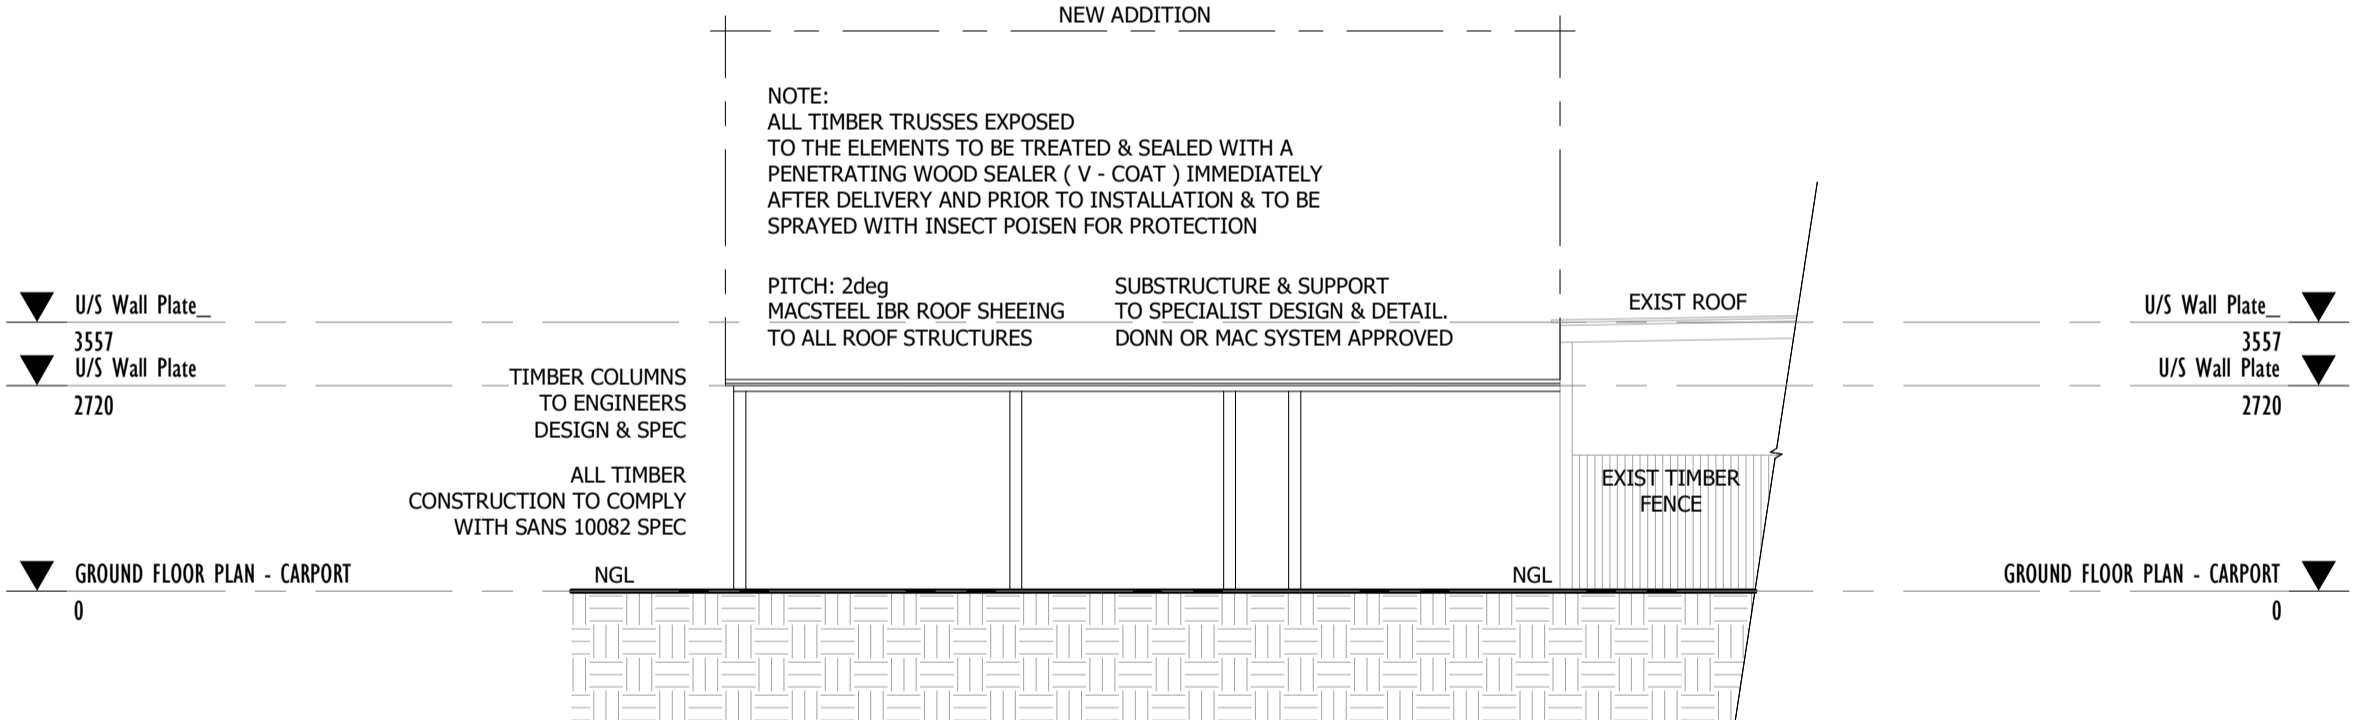 NEW ADDITION
NOTE:
ALL TIMBER TRUSSES EXPOSED
TO THE ELEMENTS TO BE TREATED & SEALED WITH A
PENETRATING WOOD SEALER ( V - COAT ) IMMEDIATELY
AFTER DELIVERY AND PRIOR TO INSTALLATION & TO BE
SPRAYED WITH INSECT POISEN FOR PROTECTION
PITCH: 2deg
MACSTEEL IBR ROOF SHEEING
TO ALL ROOF STRUCTURES
SUBSTRUCTURE & SUPPORT
TO SPECIALIST DESIGN & DETAIL.
DONN OR MAC SYSTEM APPROVED
EXIST ROOF
U/S Wall Plate_
3557
U/S Wall Plate
2720
U/S Wall Plate_
3557
U/S Wall Plate
2720
TIMBER COLUMNS
TO ENGINEERS
DESIGN & SPEC
ALL TIMBER
CONSTRUCTION TO COMPLY
WITH SANS 10082 SPEC
EXIST TIMBER
FENCE
GROUND FLOOR PLAN - CARPORT
0
NGL
NGL
GROUND FLOOR PLAN - CARPORT
0